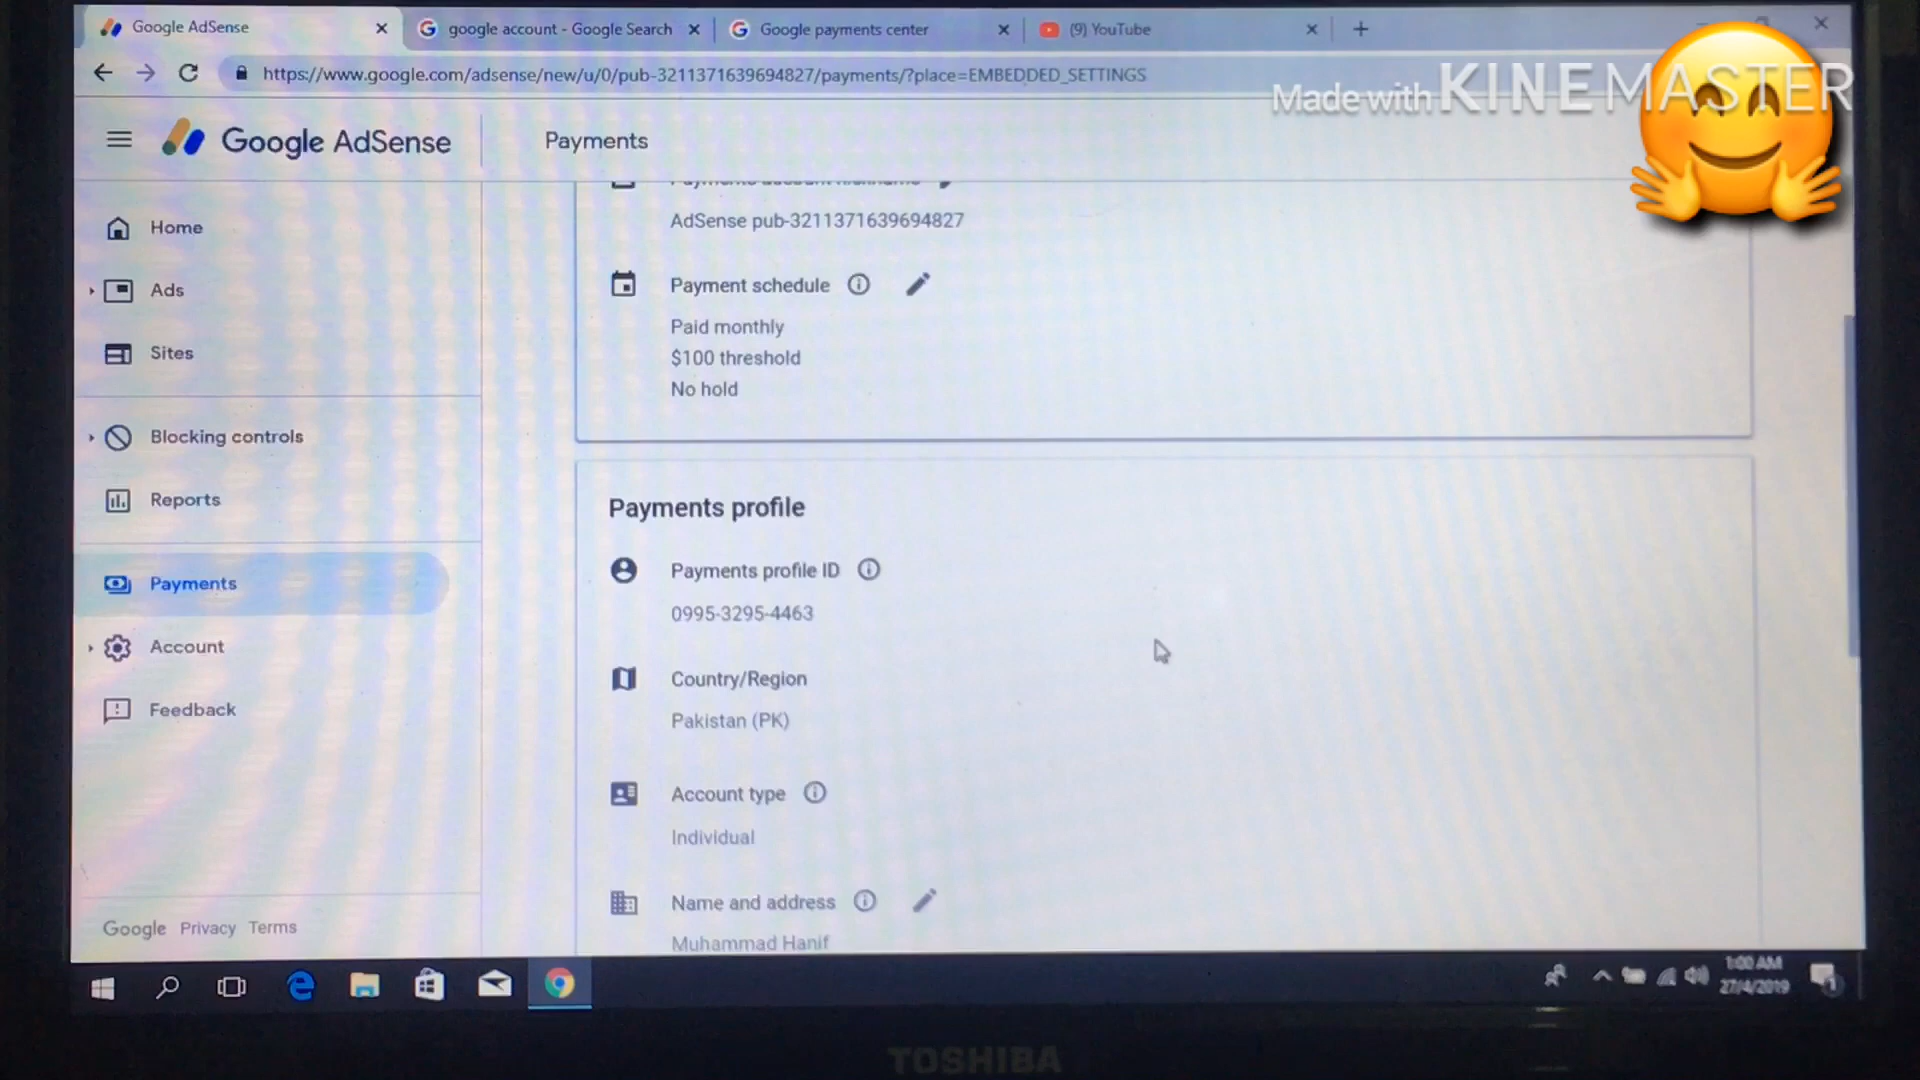 Google AdSense
google account - Google Search
Google payments center
(9) YouTube
https://www.google.com/adsense/new/u/0/pub-3211371639694827/payments/?place=EMBEDDED_SETTINGS
Made with KINEMASTER
Google AdSense
Payments
Home
Ads
Sites
Blocking controls
Reports
Payments
Account
Feedback
Google Privacy Terms
AdSense pub-3211371639694827
Payment schedule
Paid monthly
$100 threshold
No hold
Payments profile
Payments profile ID
0995-3295-4463
Country/Region
Pakistan (PK)
Account type
Individual
Name and address
Muhammad Hanif
1:00 AM
27/4/2019
TOSHIBA